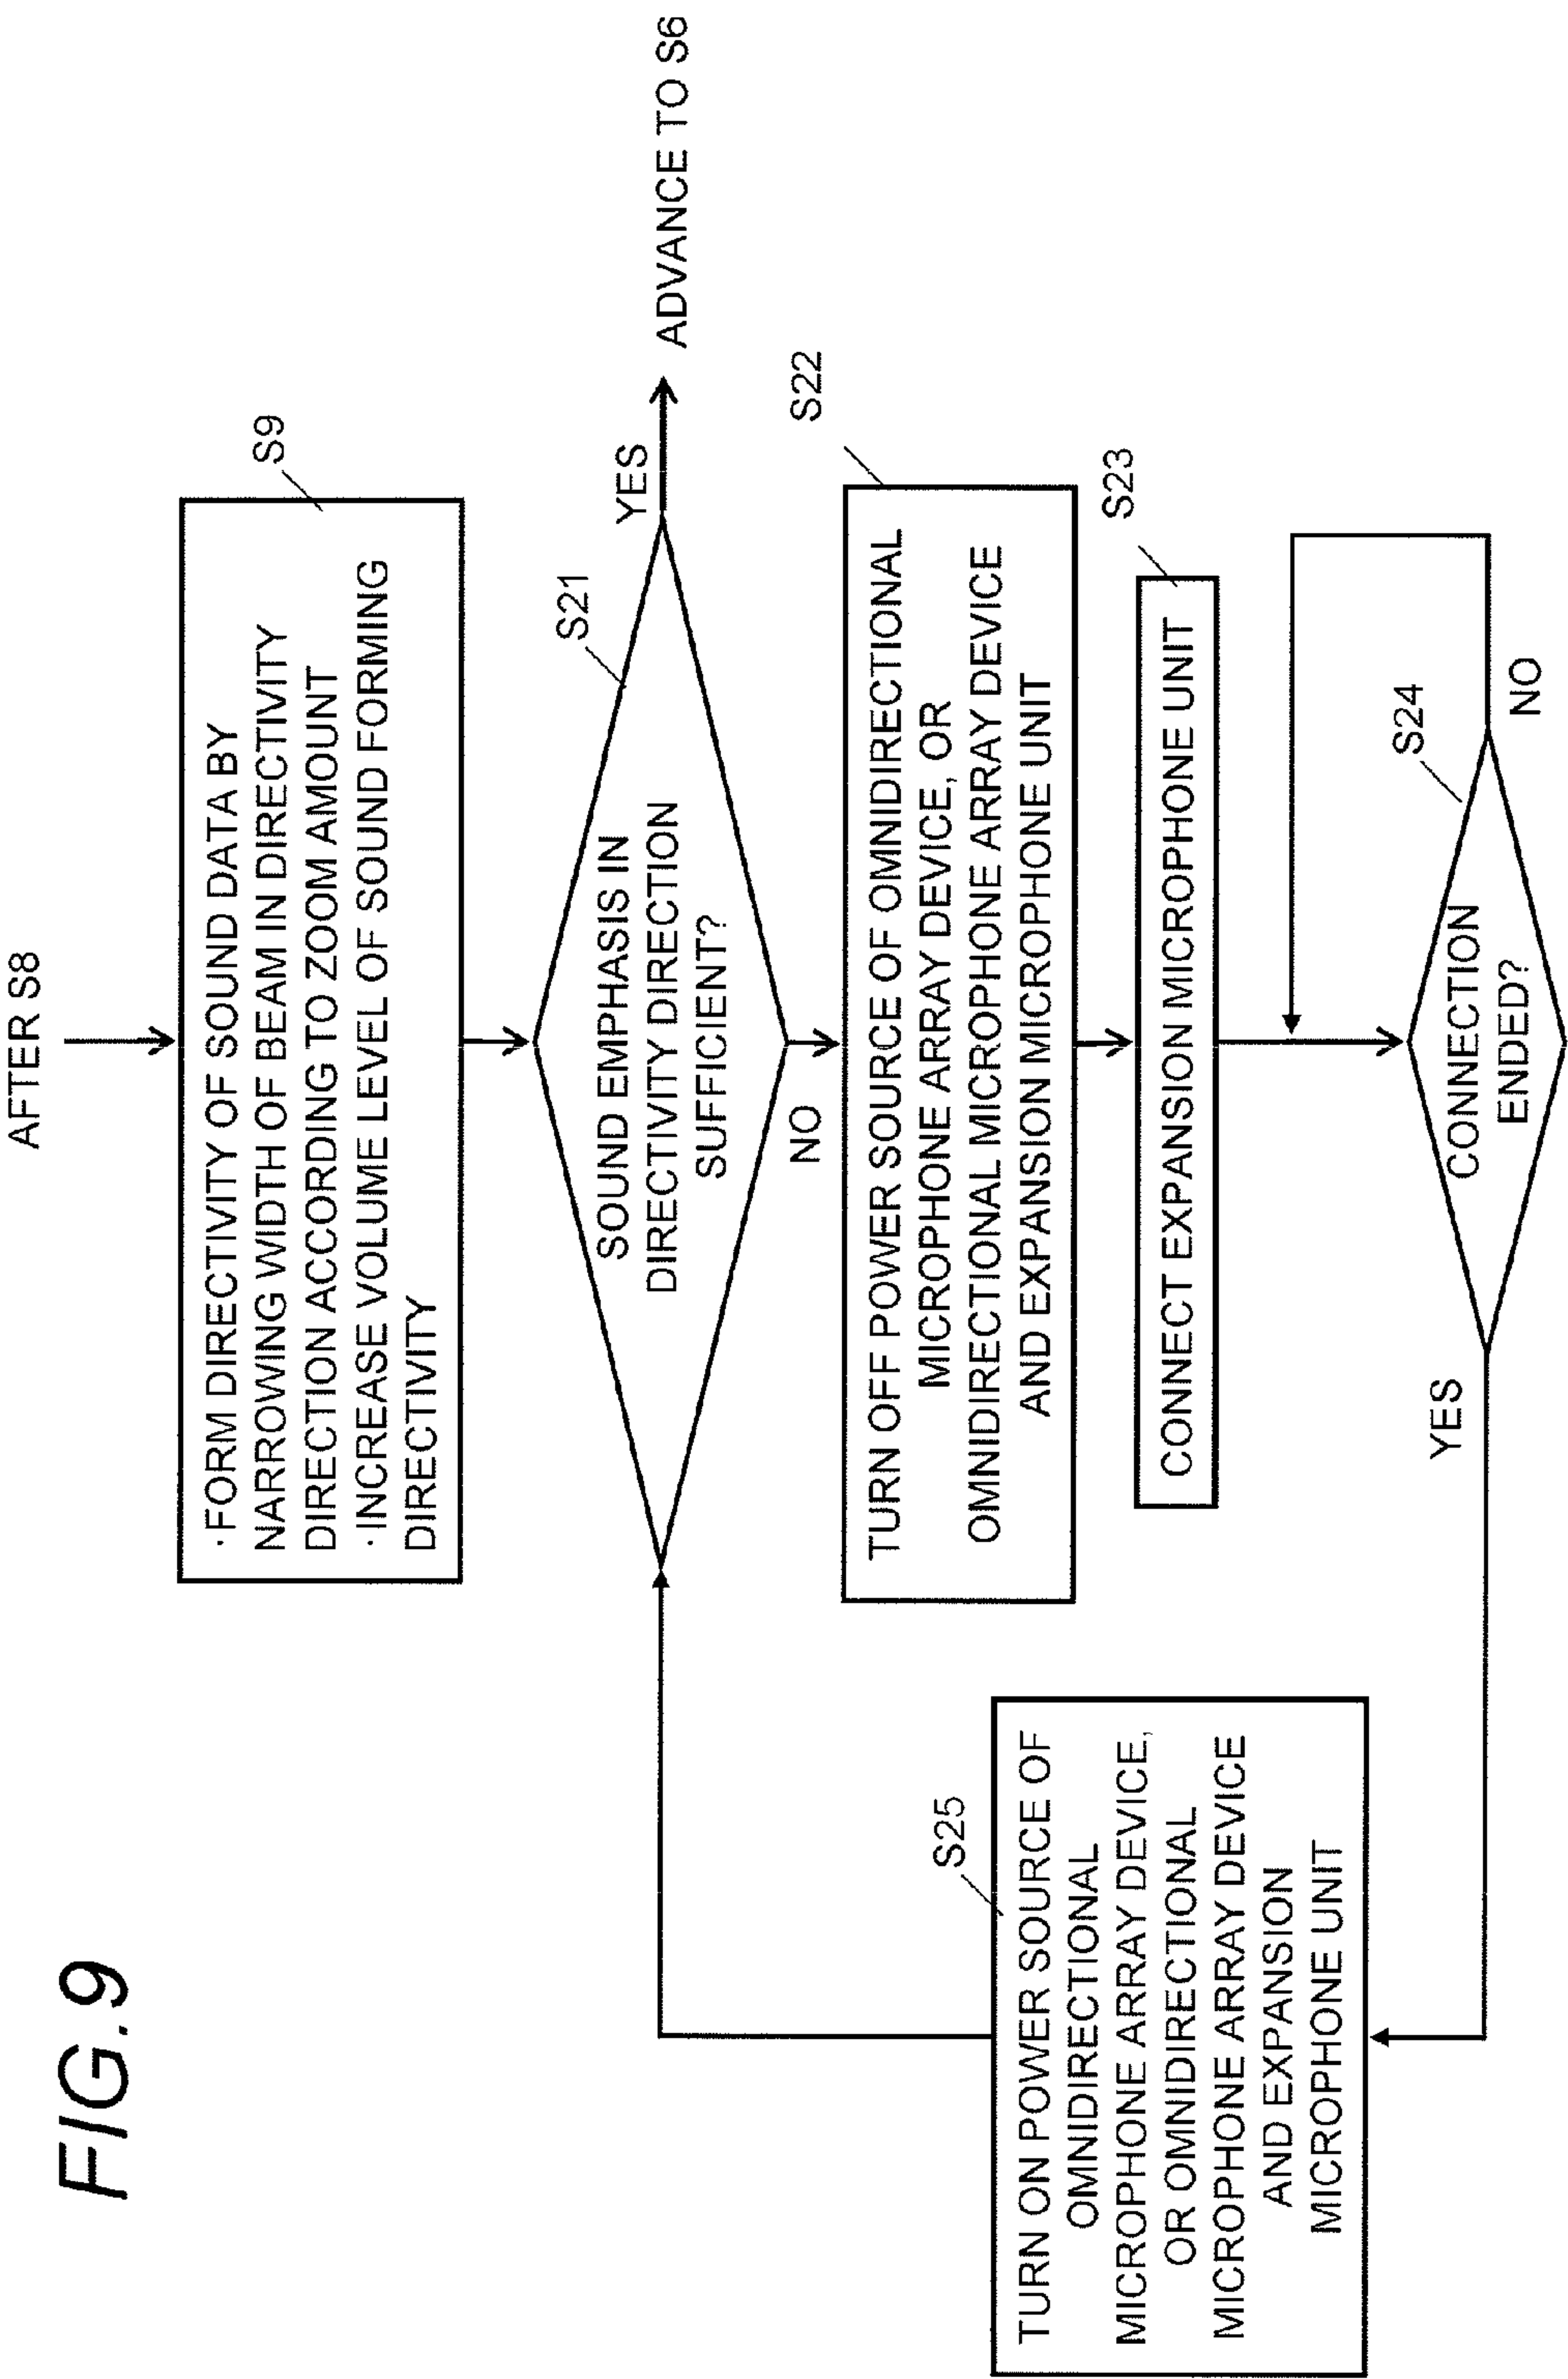 FIG.9
AFTER S8
S9
·FORM DIRECTIVITY OF SOUND DATA BY
NARROWING WIDTH OF BEAM IN DIRECTIVITY
DIRECTION ACCORDING TO ZOOM AMOUNT
·INCREASE VOLUME LEVEL OF SOUND FORMING
DIRECTIVITY
S21
SOUND EMPHASIS IN
DIRECTIVITY DIRECTION
SUFFICIENT?
YES
ADVANCE TO S6
NO
S22
TURN OFF POWER SOURCE OF OMNIDIRECTIONAL
MICROPHONE ARRAY DEVICE, OR
OMNIDIRECTIONAL MICROPHONE ARRAY DEVICE
AND EXPANSION MICROPHONE UNIT
S23
CONNECT EXPANSION MICROPHONE UNIT
S24
CONNECTION
ENDED?
NO
YES
S25
TURN ON POWER SOURCE OF
OMNIDIRECTIONAL
MICROPHONE ARRAY DEVICE,
OR OMNIDIRECTIONAL
MICROPHONE ARRAY DEVICE
AND EXPANSION
MICROPHONE UNIT